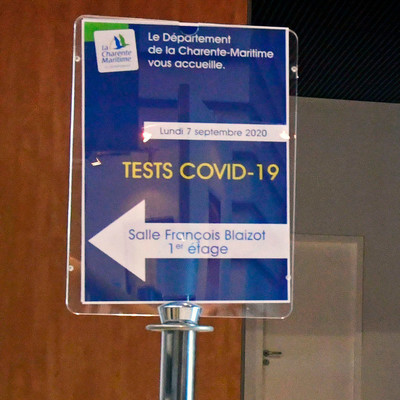 La
Charente
Maritime
Le Département
de la Charente-Maritime
vous accueille.
Lundi 7 septembre 2020
TESTS COVID-19
Salle François Blaizot
1er étage